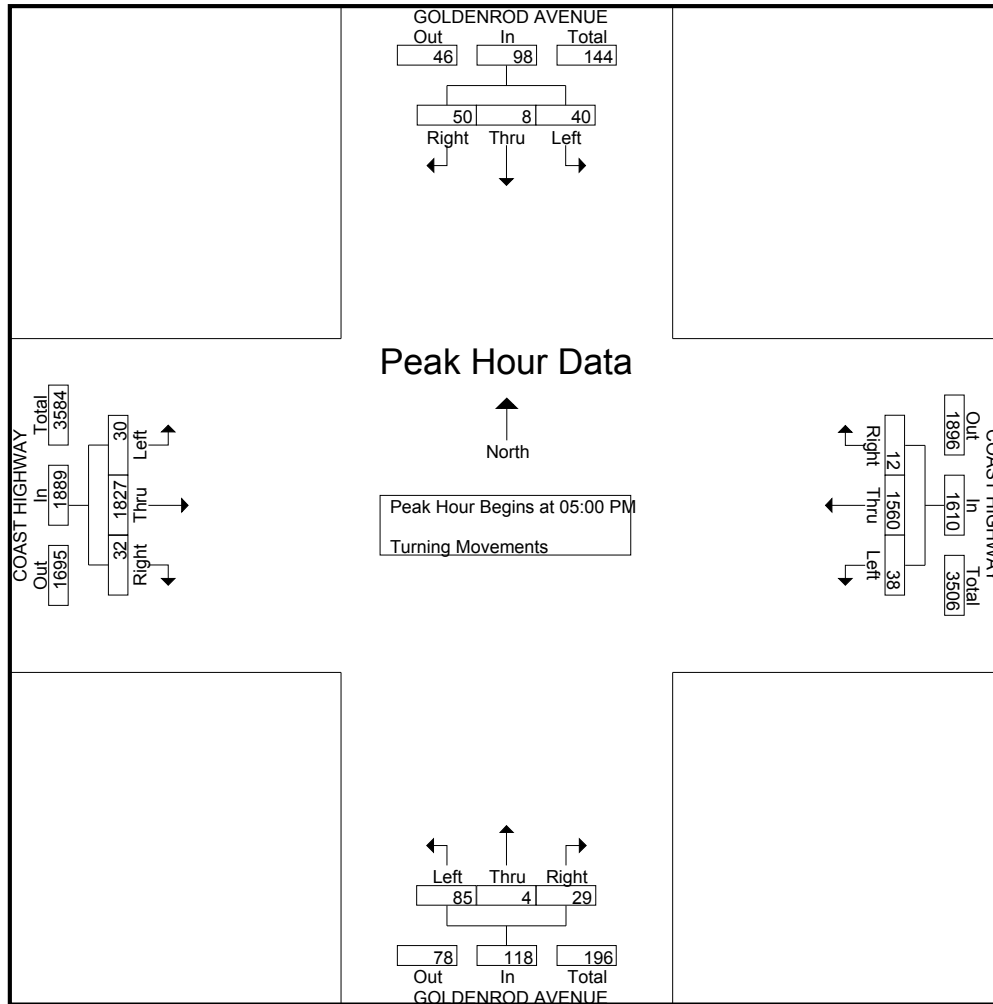 GOLDENROD AVENUE
Out In Total
46 98 144
50 8 40
Right Thru Left
Peak Hour Data
North
Peak Hour Begins at 05:00 PM
Turning Movements
COAST HIGHWAY
Total In Out
3584 1889 1695
30 1827 32
Left Thru Right
COAST HIGHWAY
Out In Total
1896 1610 3506
12 1560 38
Right Thru Left
Left Thru Right
85 4 29
78 118 196
Out In Total
GOLDENROD AVENUE